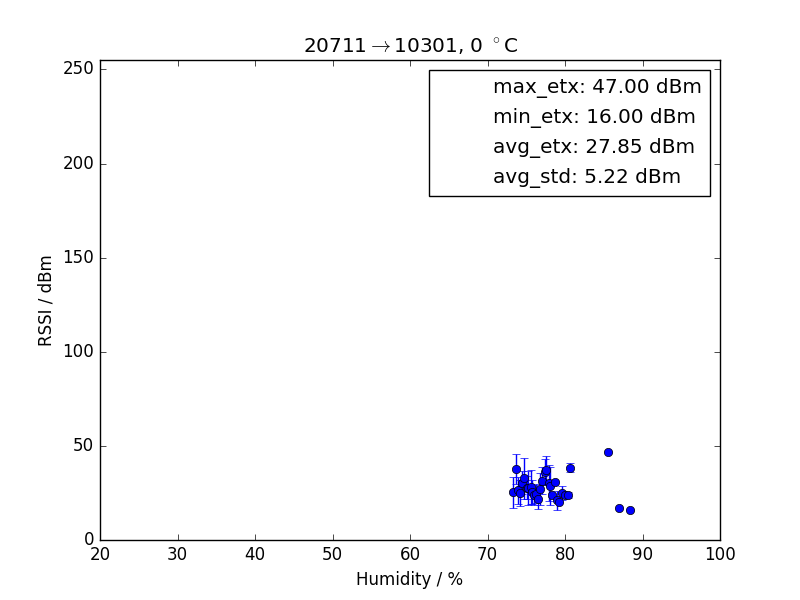 20711→10301, 0 °C
max_etx: 47.00 dBm
min_etx: 16.00 dBm
avg_etx: 27.85 dBm
avg_std: 5.22 dBm
RSSI / dBm
250
200
150
100
50
0
20 30 40 50 60 70 80 90 100
Humidity / %